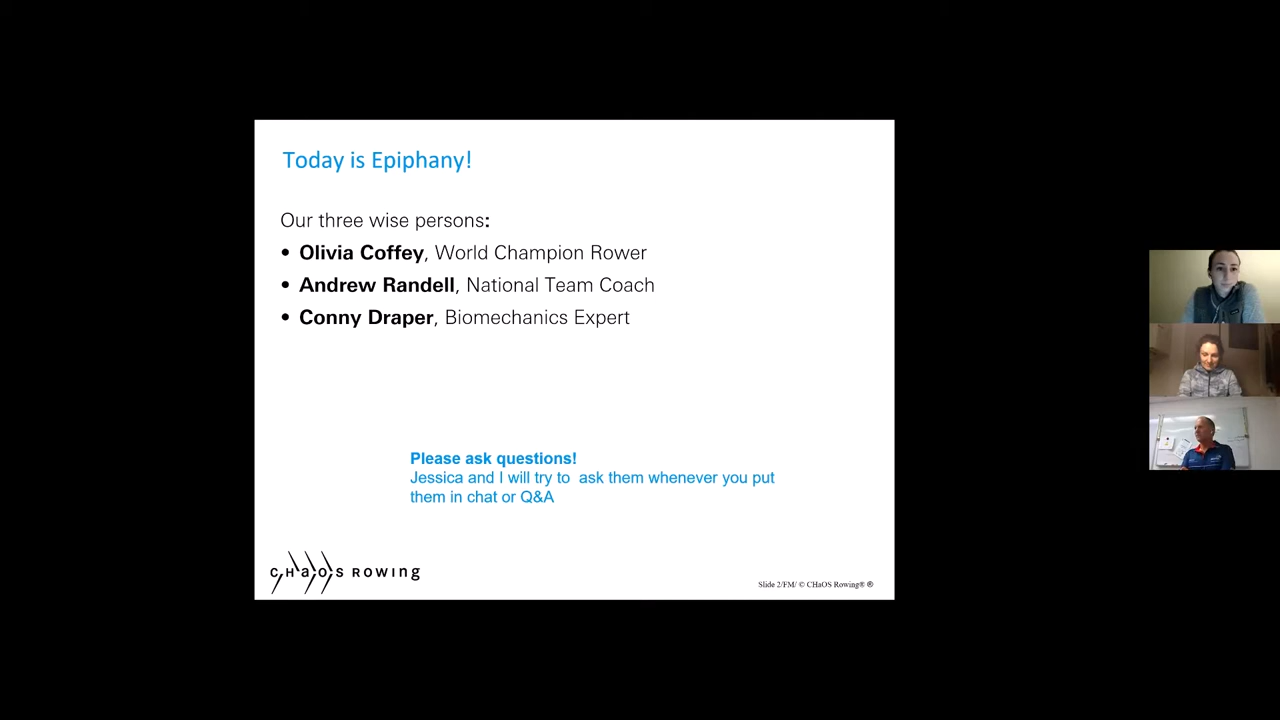 Today is Epiphany!
Our three wise persons:
• Olivia Coffey, World Champion Rower
• Andrew Randell, National Team Coach
• Conny Draper, Biomechanics Expert
Please ask questions!
Jessica and I will try to  ask them whenever you put
them in chat or Q&A
CHaOS ROWING
Slide 2/FM/ © CHaOS Rowing® ®